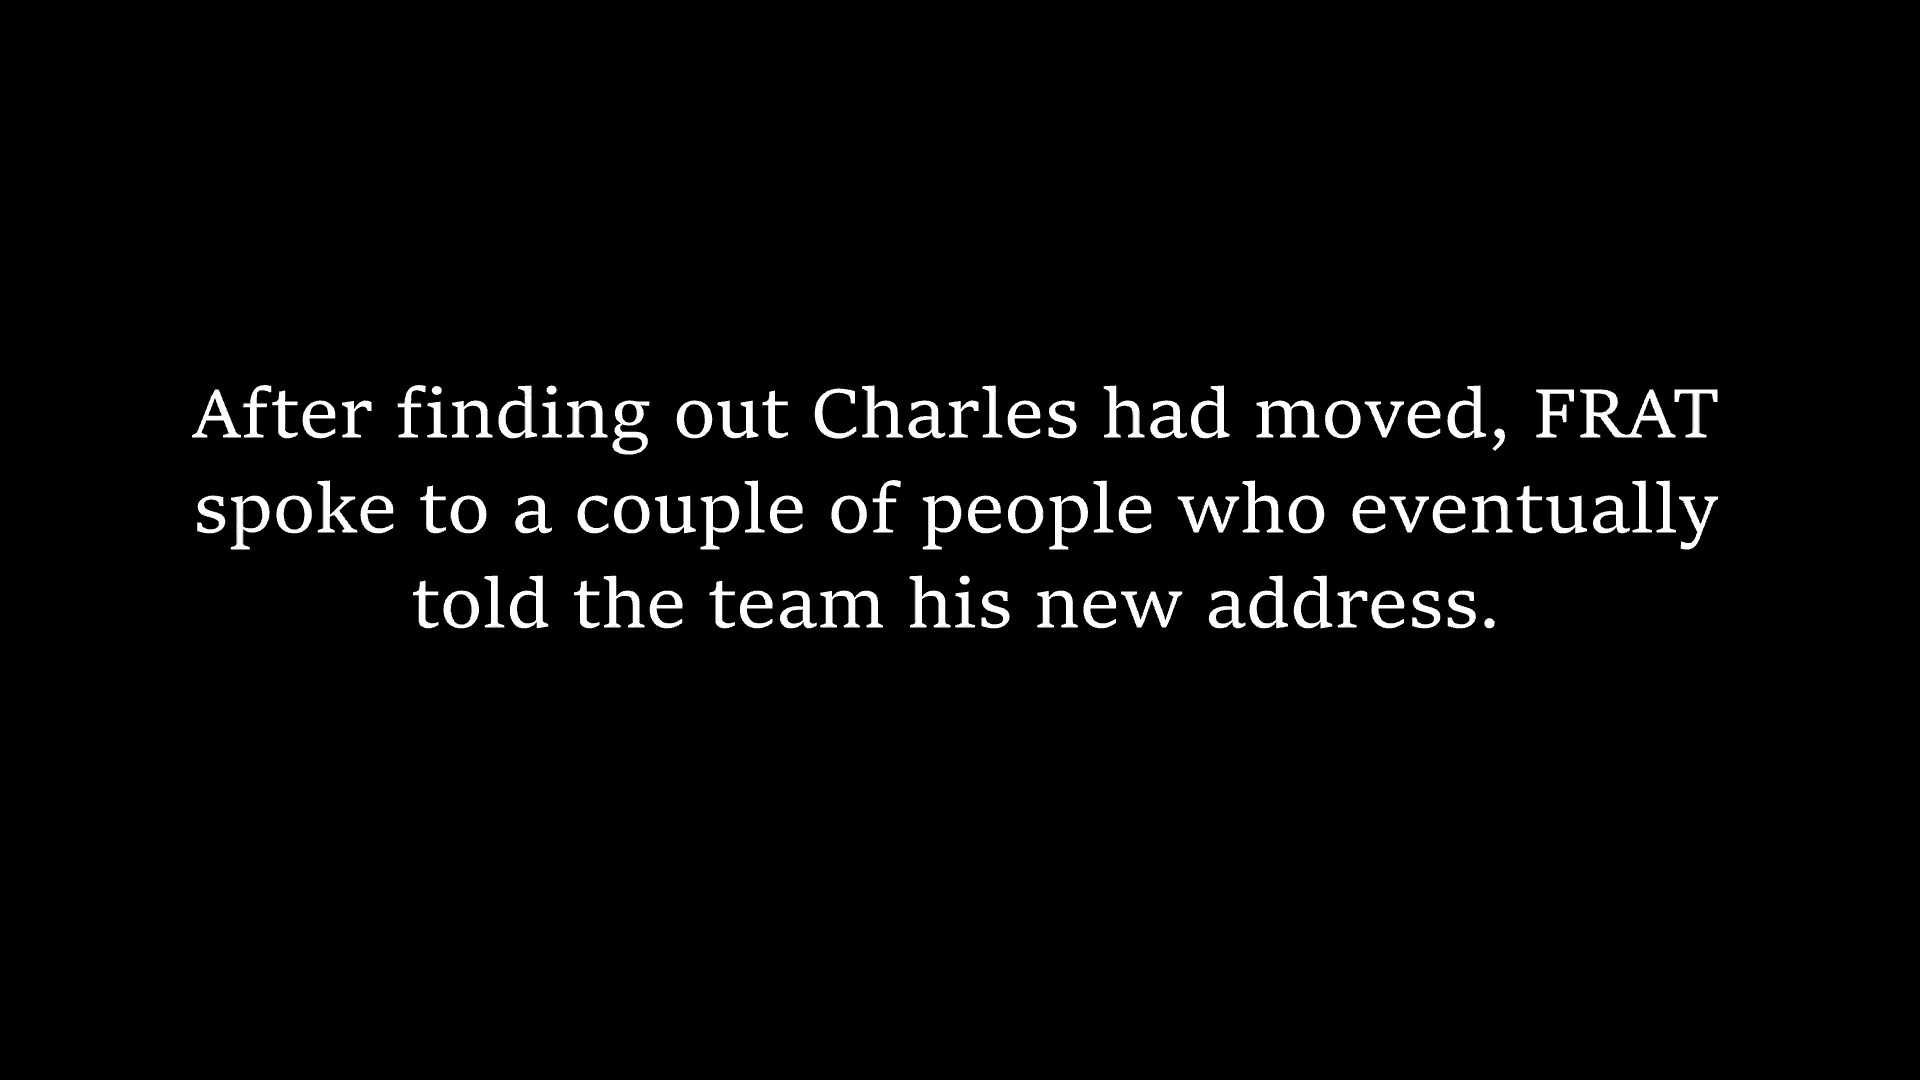 After finding out Charles had moved, FRAT
spoke to a couple of people who eventually
told the team his new address.